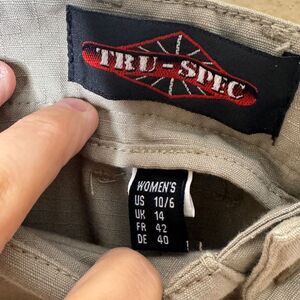 TRU-SPEC
WOMEN'S
US 10/6
UK 14
FR 42
DE 40